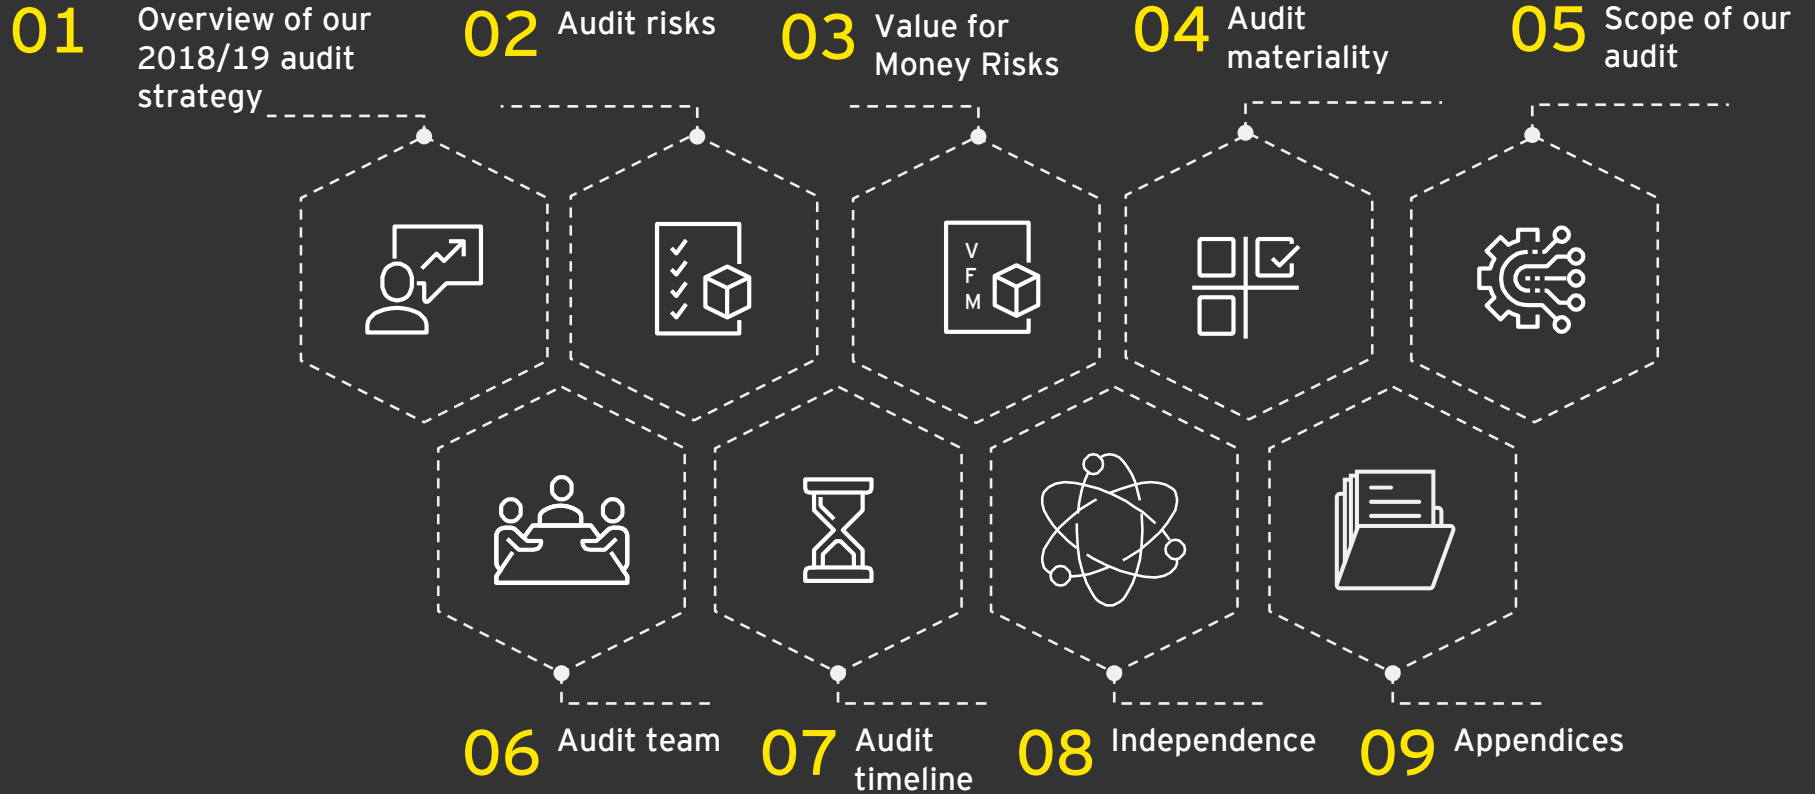 01 Overview of our
2018/19 audit
strategy
02 Audit risks
03 Value for
Money Risks
04 Audit
materiality
05 Scope of our
audit
V
F
M
06 Audit team
07 Audit
timeline
08 Independence
09 Appendices